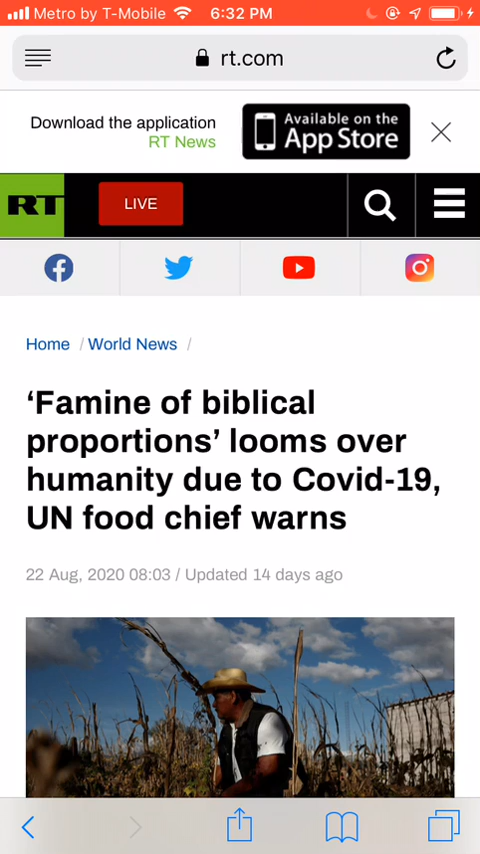 Metro by T-Mobile 6:32 PM
rt.com
Download the application
RT News
Available on the
App Store
RT
LIVE
Home / World News /
‘Famine of biblical
proportions’ looms over
humanity due to Covid-19,
UN food chief warns
22 Aug, 2020 08:03 / Updated 14 days ago